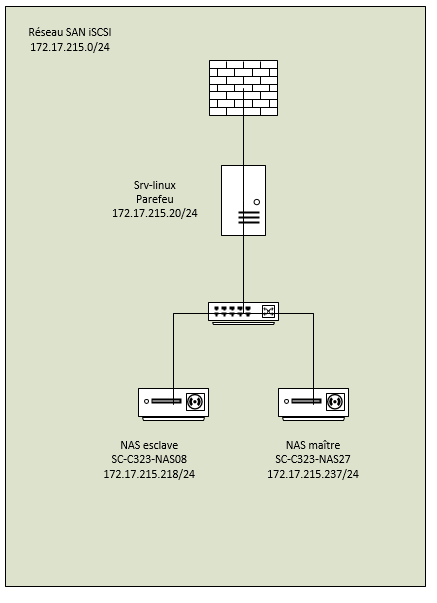 Réseau SAN iSCSI
172.17.215.0/24
Srv-linux
Parefeu
172.17.215.20/24
NAS esclave
SC-C323-NAS08
172.17.215.218/24
NAS maître
SC-C323-NAS27
172.17.215.237/24